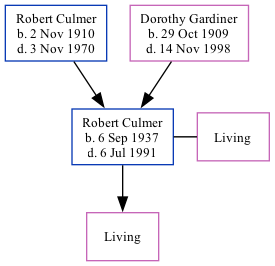 Robert Culmer
b. 2 Nov 1910
d. 3 Nov 1970
Dorothy Gardiner
b. 29 Oct 1909
d. 14 Nov 1998
Robert Culmer
b. 6 Sep 1937
d. 6 Jul 1991
Living
Living